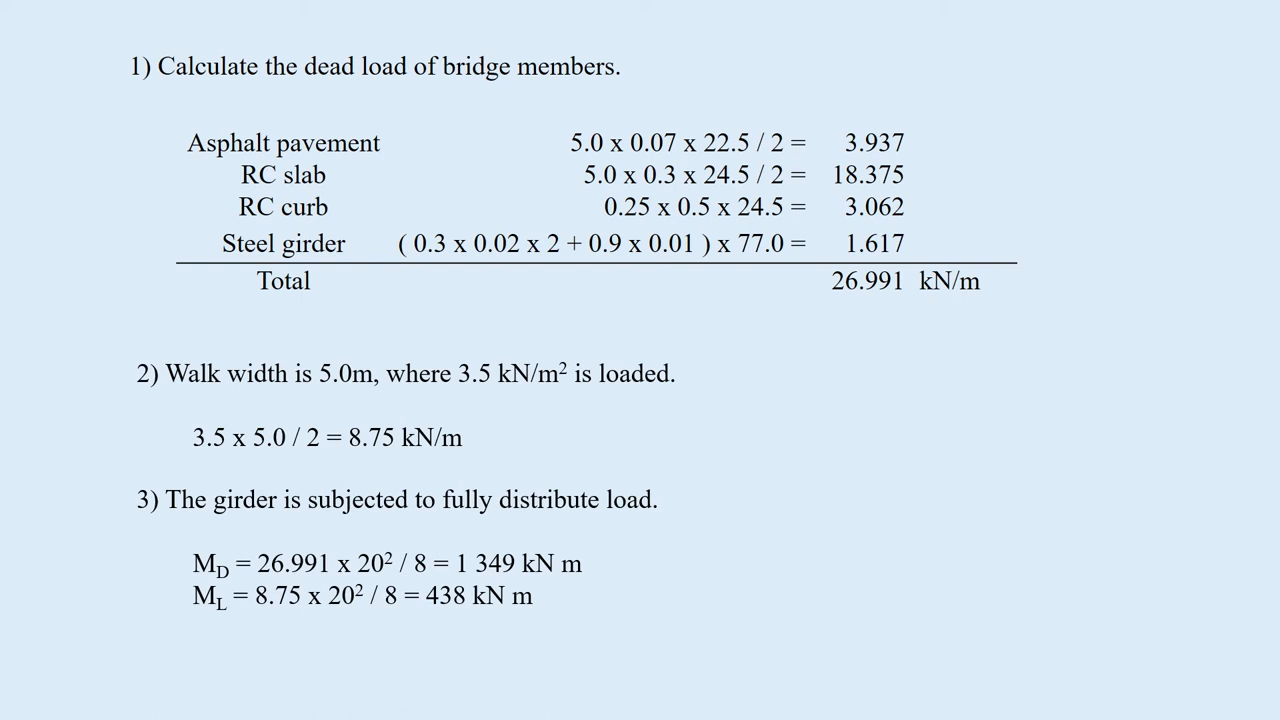 1) Calculate the dead load of bridge members.
Asphalt pavement 5.0 x 0.07 x 22.5 / 2 = 3.937
RC slab 5.0 x 0.3 x 24.5 / 2 = 18.375
RC curb 0.25 x 0.5 x 24.5 = 3.062
Steel girder ( 0.3 x 0.02 x 2 + 0.9 x 0.01 ) x 77.0 = 1.617
Total 26.991 kN/m
2) Walk width is 5.0m, where 3.5 kN/m² is loaded.
3.5 x 5.0 / 2 = 8.75 kN/m
3) The girder is subjected to fully distribute load.
M_D = 26.991 x 20² / 8 = 1 349 kN m
M_L = 8.75 x 20² / 8 = 438 kN m